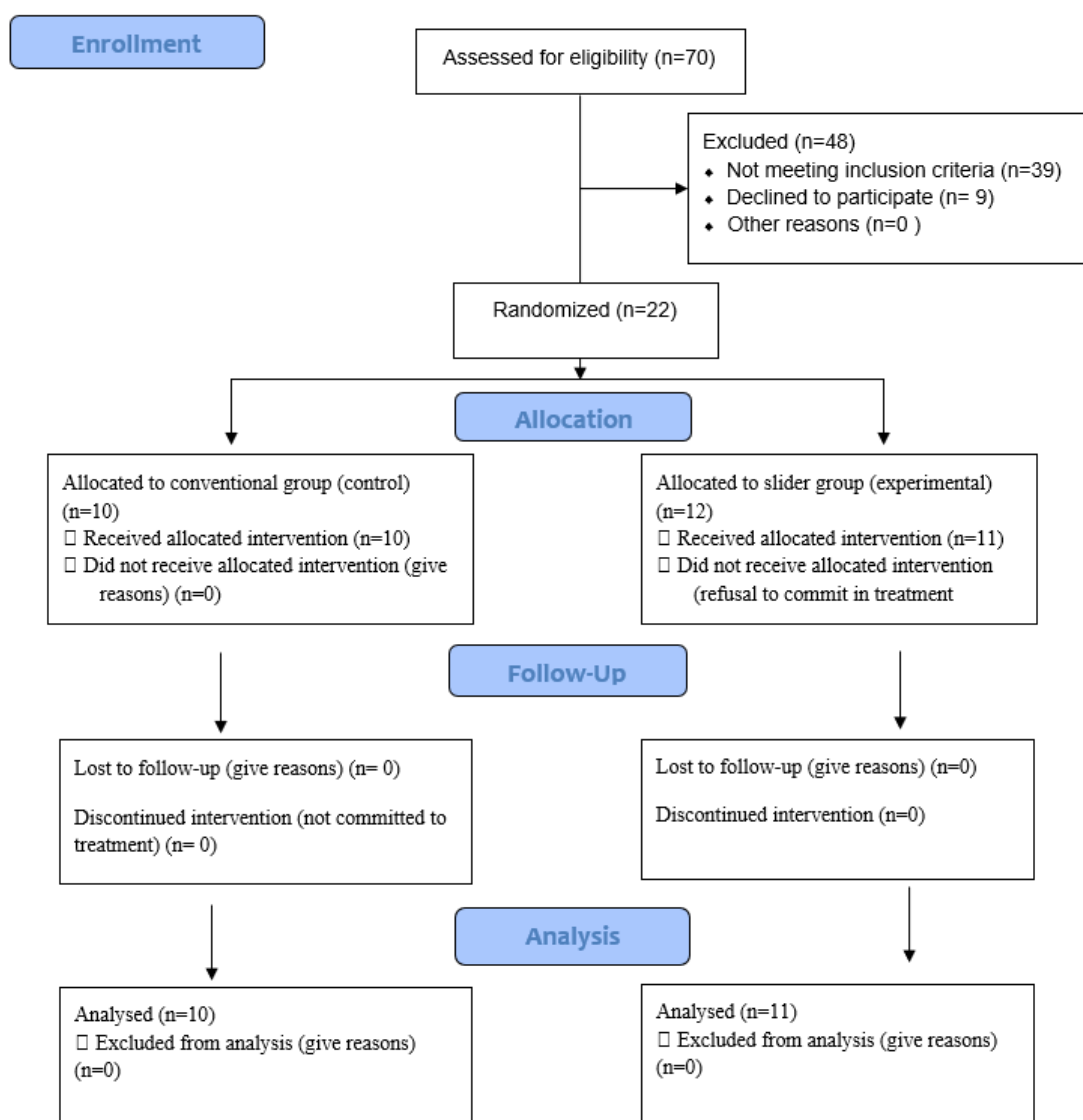 Enrollment
Assessed for eligibility (n=70)
Excluded (n=48)
⬥ Not meeting inclusion criteria (n=39)
⬥ Declined to participate (n= 9)
⬥ Other reasons (n=0 )
Randomized (n=22)
Allocation
Allocated to conventional group (control)
(n=10)
□ Received allocated intervention (n=10)
□ Did not receive allocated intervention (give
reasons) (n=0)
Allocated to slider group (experimental)
(n=12)
□ Received allocated intervention (n=11)
□ Did not receive allocated intervention
(refusal to commit in treatment
Follow-Up
Lost to follow-up (give reasons) (n= 0)
Discontinued intervention (not committed to
treatment) (n= 0)
Lost to follow-up (give reasons) (n=0)
Discontinued intervention (n=0)
Analysis
Analysed (n=10)
□ Excluded from analysis (give reasons)
(n=0)
Analysed (n=11)
□ Excluded from analysis (give reasons)
(n=0)